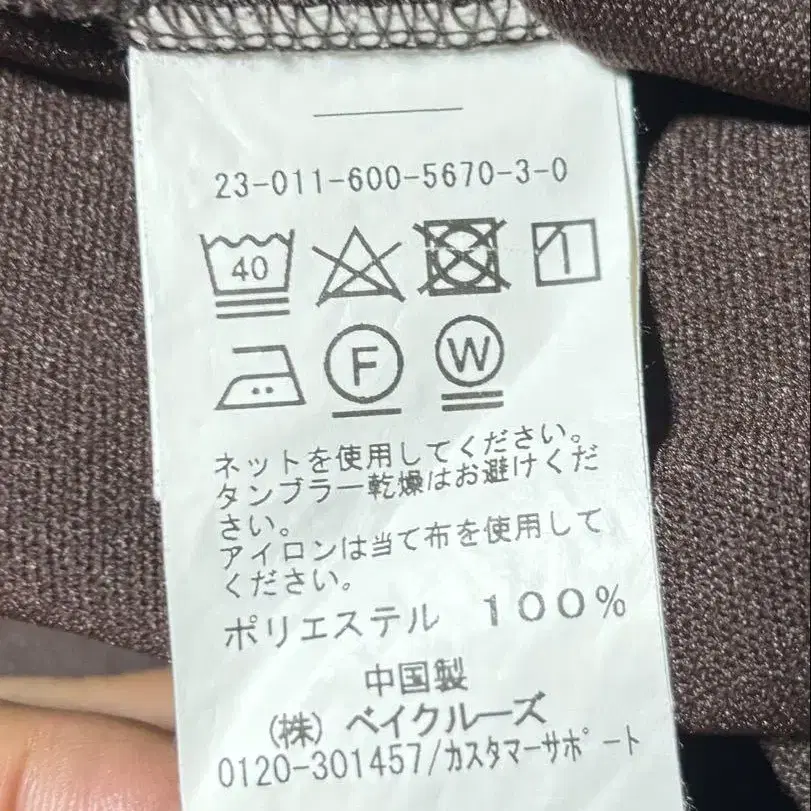 23-011-600-5670-3-0
40
F W
ネットを使用してください。
タンブラー乾燥はお避けくだ
さい。
アイロンは当て布を使用して
ください。
ポリエステル 100%
中国製
(株) ベイクルーズ
0120-301457/カスタマーサポート